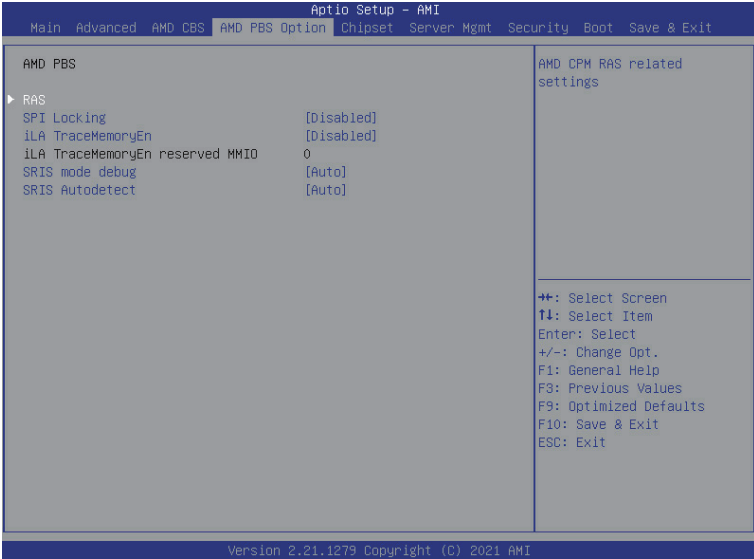 Aptio Setup – AMI
Main Advanced AMD CBS AMD PBS Option Chipset Server Mgmt Security Boot Save & Exit
AMD PBS
RAS
SPI Locking [Disabled]
iLA TraceMemoryEn [Disabled]
iLA TraceMemoryEn reserved MMIO 0
SRIS mode debug [Auto]
SRIS Autodetect [Auto]
AMD CPM RAS related
settings
→←: Select Screen
↑↓: Select Item
Enter: Select
+/-: Change Opt.
F1: General Help
F3: Previous Values
F9: Optimized Defaults
F10: Save & Exit
ESC: Exit
Version 2.21.1279 Copyright (C) 2021 AMI